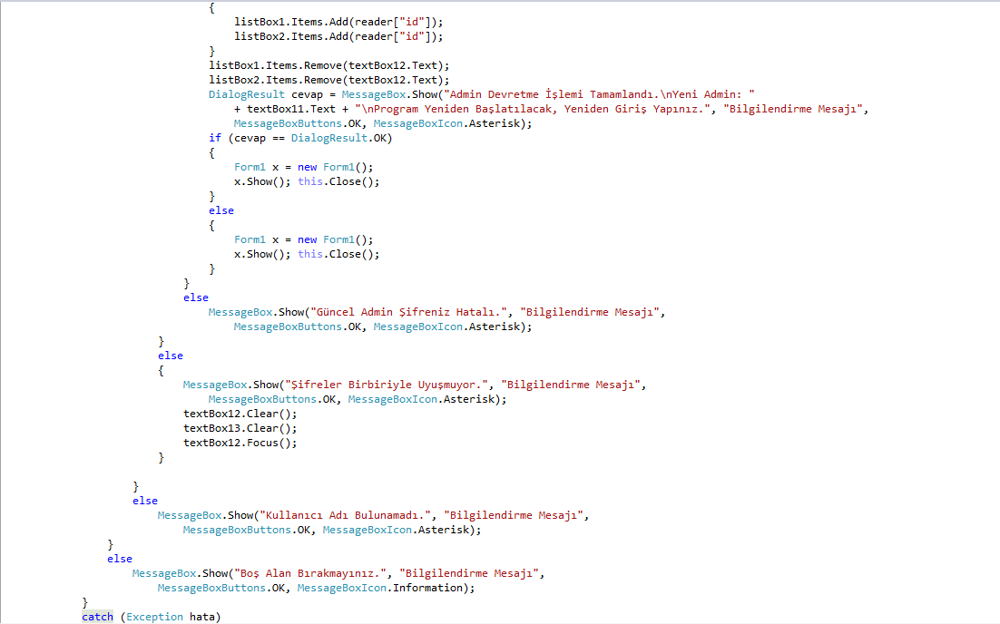 {
listBox1.Items.Add(reader["id"]);
listBox2.Items.Add(reader["id"]);
}
listBox1.Items.Remove(textBox12.Text);
listBox2.Items.Remove(textBox12.Text);
DialogResult cevap = MessageBox.Show("Admin Devretme İşlemi Tamamlandı.\nYeni Admin: "
+ textBox11.Text + "\nProgram Yeniden Başlatılacak, Yeniden Giriş Yapınız.", "Bilgilendirme Mesajı",
MessageBoxButtons.OK, MessageBoxIcon.Asterisk);
if (cevap == DialogResult.OK)
{
Form1 x = new Form1();
x.Show(); this.Close();
}
else
{
Form1 x = new Form1();
x.Show(); this.Close();
}
}
else
MessageBox.Show("Güncel Admin Şifreniz Hatalı.", "Bilgilendirme Mesajı",
MessageBoxButtons.OK, MessageBoxIcon.Asterisk);
}
else
{
MessageBox.Show("Şifreler Birbiriyle Uyuşmuyor.", "Bilgilendirme Mesajı",
MessageBoxButtons.OK, MessageBoxIcon.Asterisk);
textBox12.Clear();
textBox13.Clear();
textBox12.Focus();
}
}
else
MessageBox.Show("Kullanıcı Adı Bulunamadı.", "Bilgilendirme Mesajı",
MessageBoxButtons.OK, MessageBoxIcon.Asterisk);
}
else
MessageBox.Show("Boş Alan Bırakmayınız.", "Bilgilendirme Mesajı",
MessageBoxButtons.OK, MessageBoxIcon.Information);
}
catch (Exception hata)